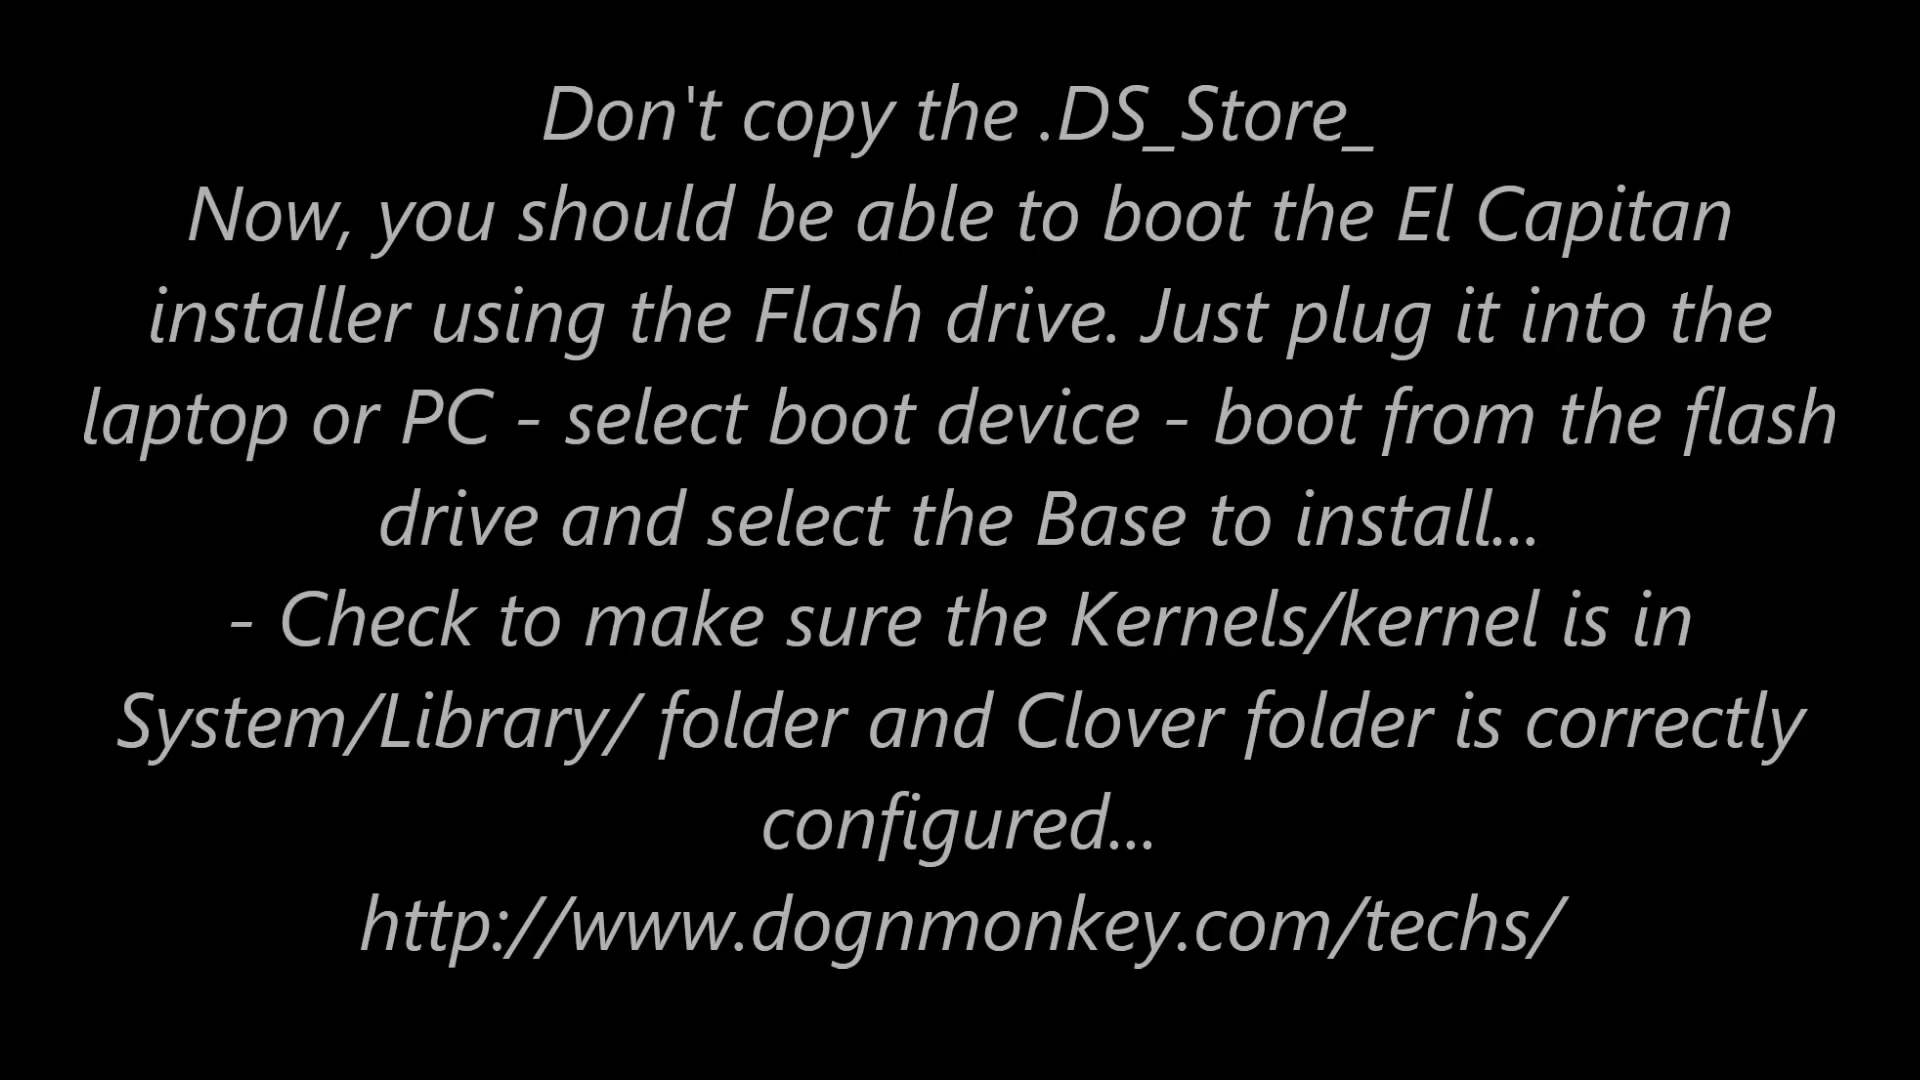 Don't copy the .DS_Store_
Now, you should be able to boot the El Capitan
installer using the Flash drive. Just plug it into the
laptop or PC - select boot device - boot from the flash
drive and select the Base to install...
- Check to make sure the Kernels/kernel is in
System/Library/ folder and Clover folder is correctly
configured...
http://www.dognmonkey.com/techs/